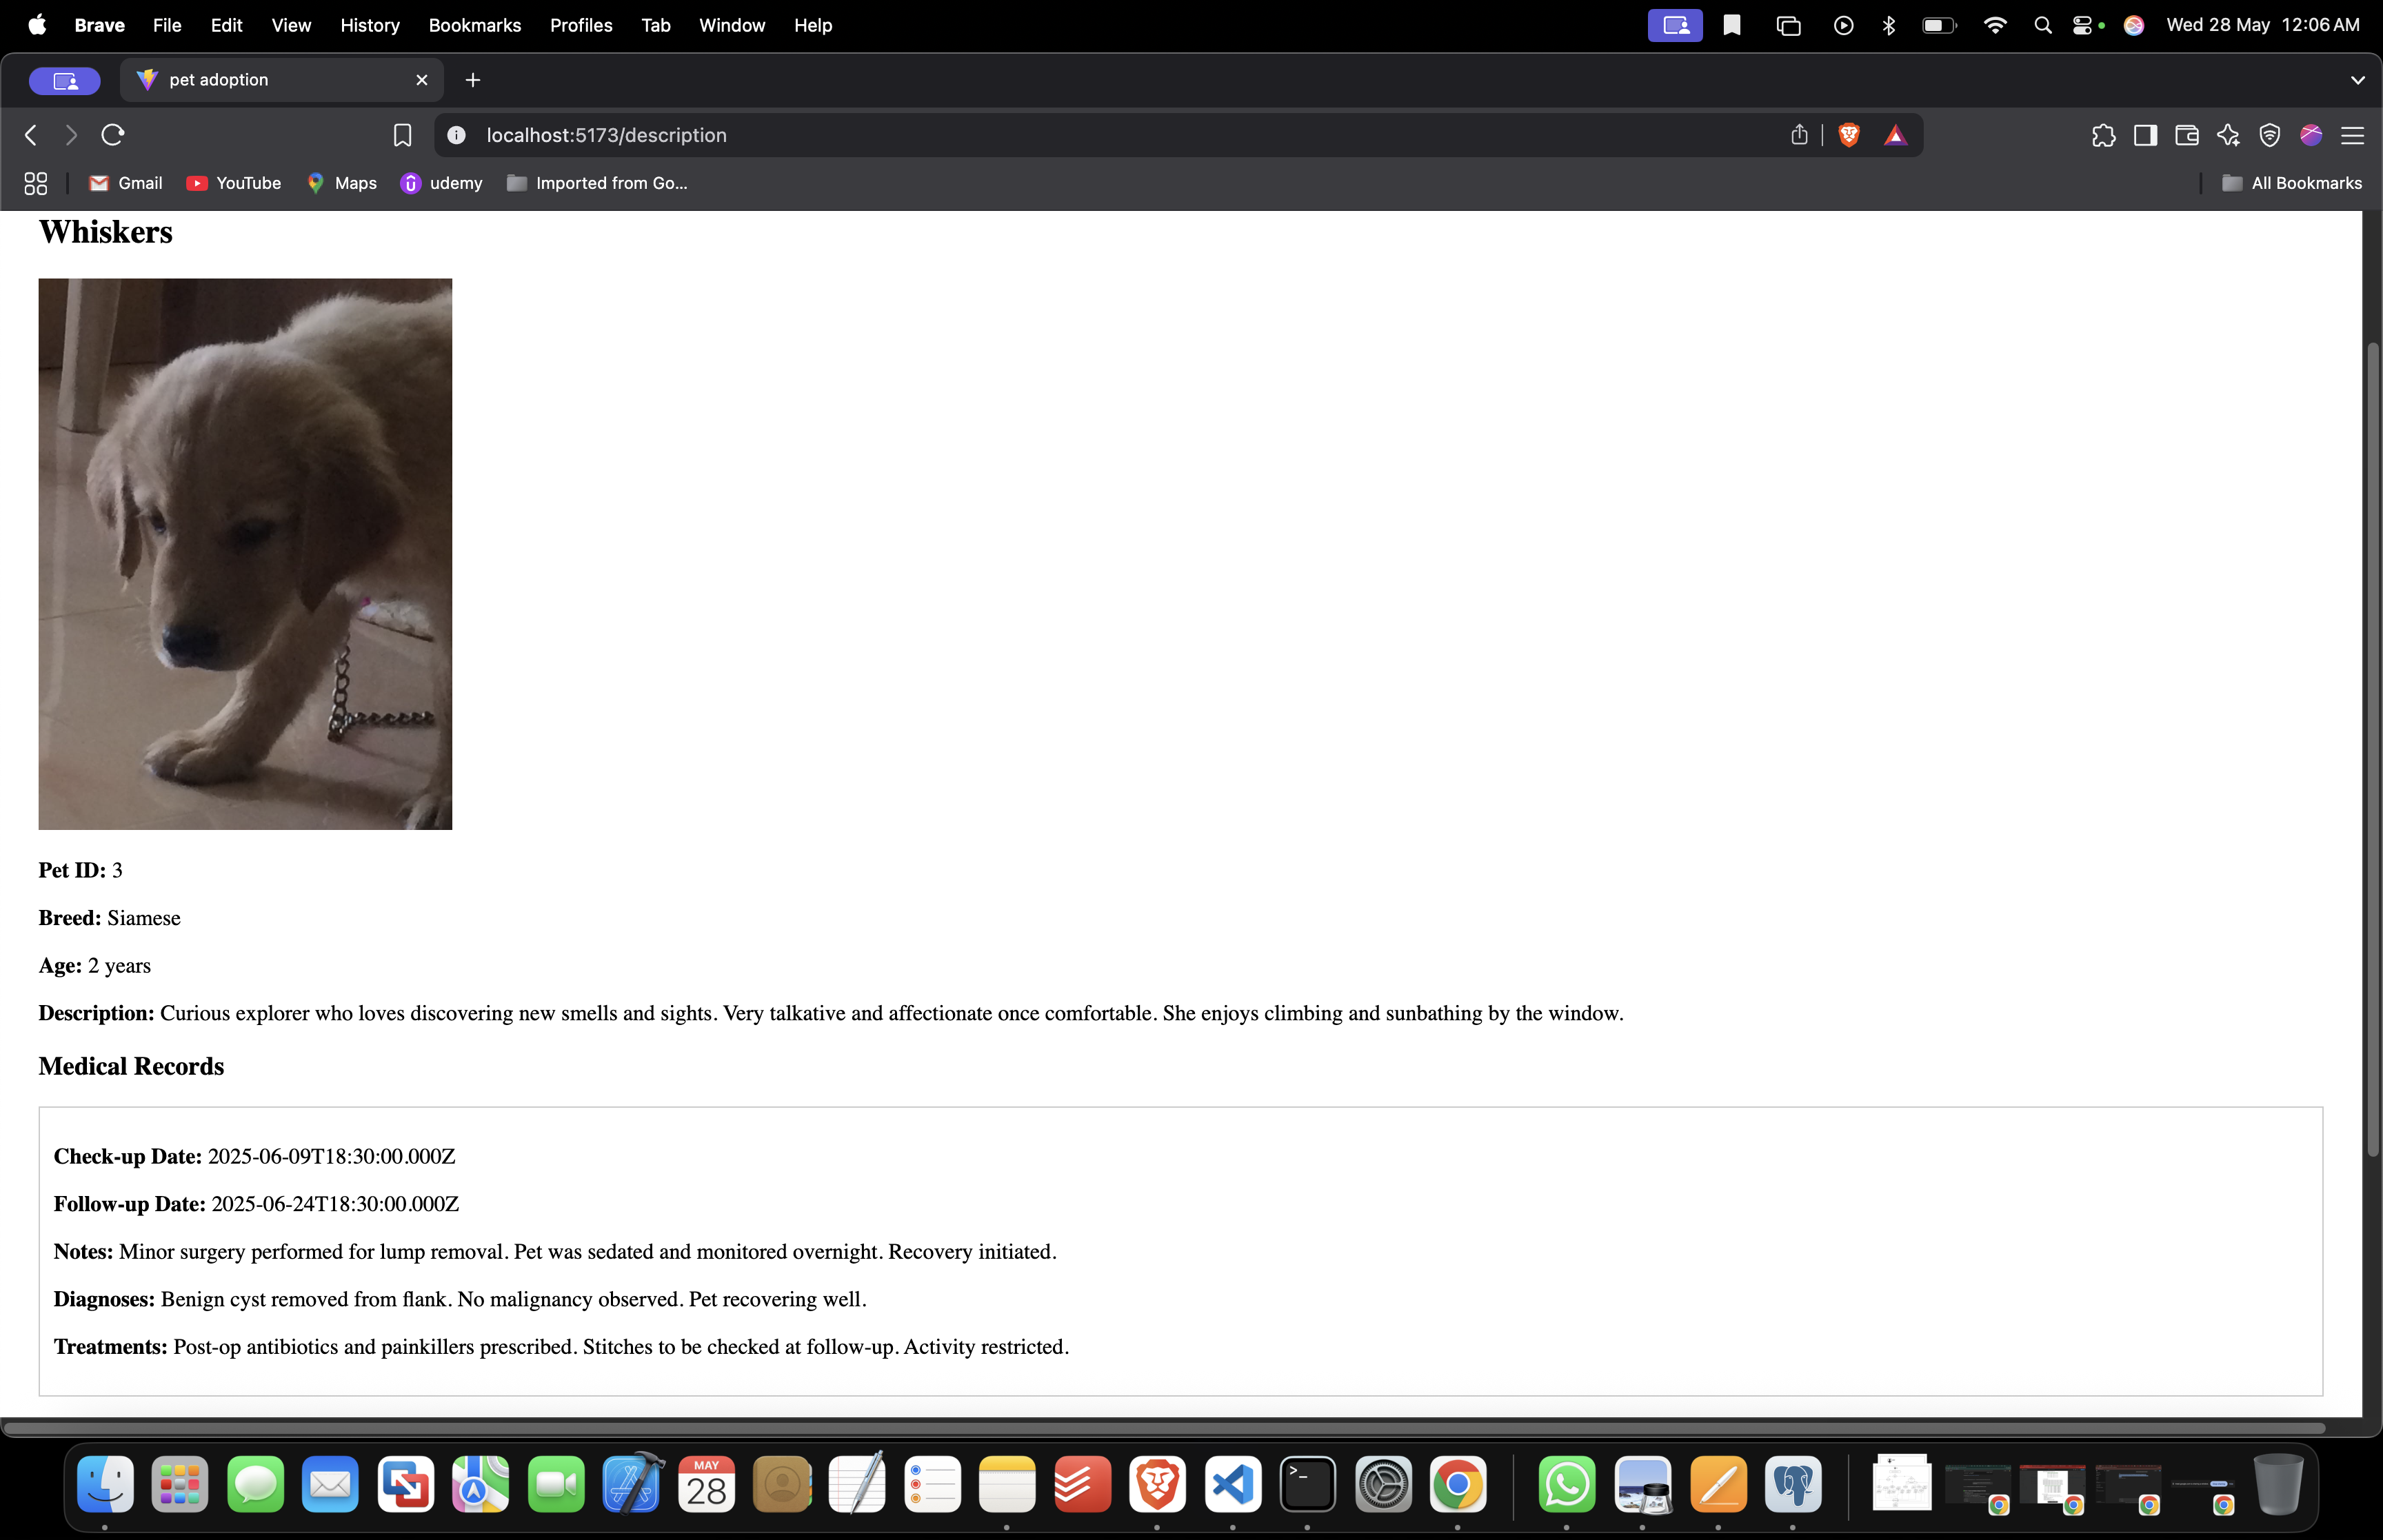 Brave File Edit View History Bookmarks Profiles Tab Window Help Wed 28 May 12:06 AM
pet adoption
localhost:5173/description
Gmail YouTube Maps udemy Imported from Go... All Bookmarks
Whiskers
Pet ID: 3
Breed: Siamese
Age: 2 years
Description: Curious explorer who loves discovering new smells and sights. Very talkative and affectionate once comfortable. She enjoys climbing and sunbathing by the window.
Medical Records
Check-up Date: 2025-06-09T18:30:00.000Z
Follow-up Date: 2025-06-24T18:30:00.000Z
Notes: Minor surgery performed for lump removal. Pet was sedated and monitored overnight. Recovery initiated.
Diagnoses: Benign cyst removed from flank. No malignancy observed. Pet recovering well.
Treatments: Post-op antibiotics and painkillers prescribed. Stitches to be checked at follow-up. Activity restricted.
MAY
28